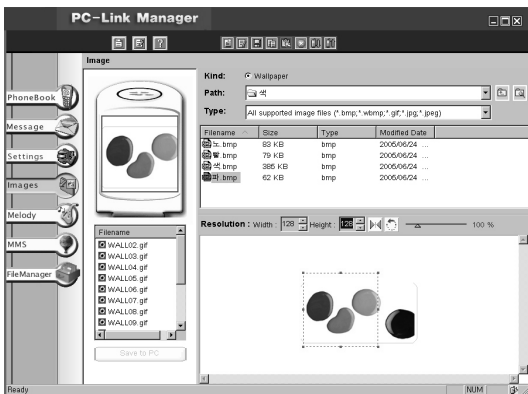 PC-Link Manager
Image
PhoneBook
Message
Settings
Images
Melody
MMS
FileManager
Kind: Wallpaper
Path: 색
Type: All supported image files (*.bmp;*.wbmp;*.gif;*.jpg;*.jpeg)
Filename Size Type Modified Date
노.bmp 83 KB bmp 2005/06/24 ...
빨.bmp 79 KB bmp 2005/06/24 ...
색.bmp 385 KB bmp 2005/06/24 ...
파.bmp 62 KB bmp 2005/06/24 ...
Resolution : Width : 128 Height : 128 100 %
Filename
WALL02.gif
WALL03.gif
WALL04.gif
WALL05.gif
WALL06.gif
WALL07.gif
WALL08.gif
WALL09.gif
Save to PC
Ready
NUM